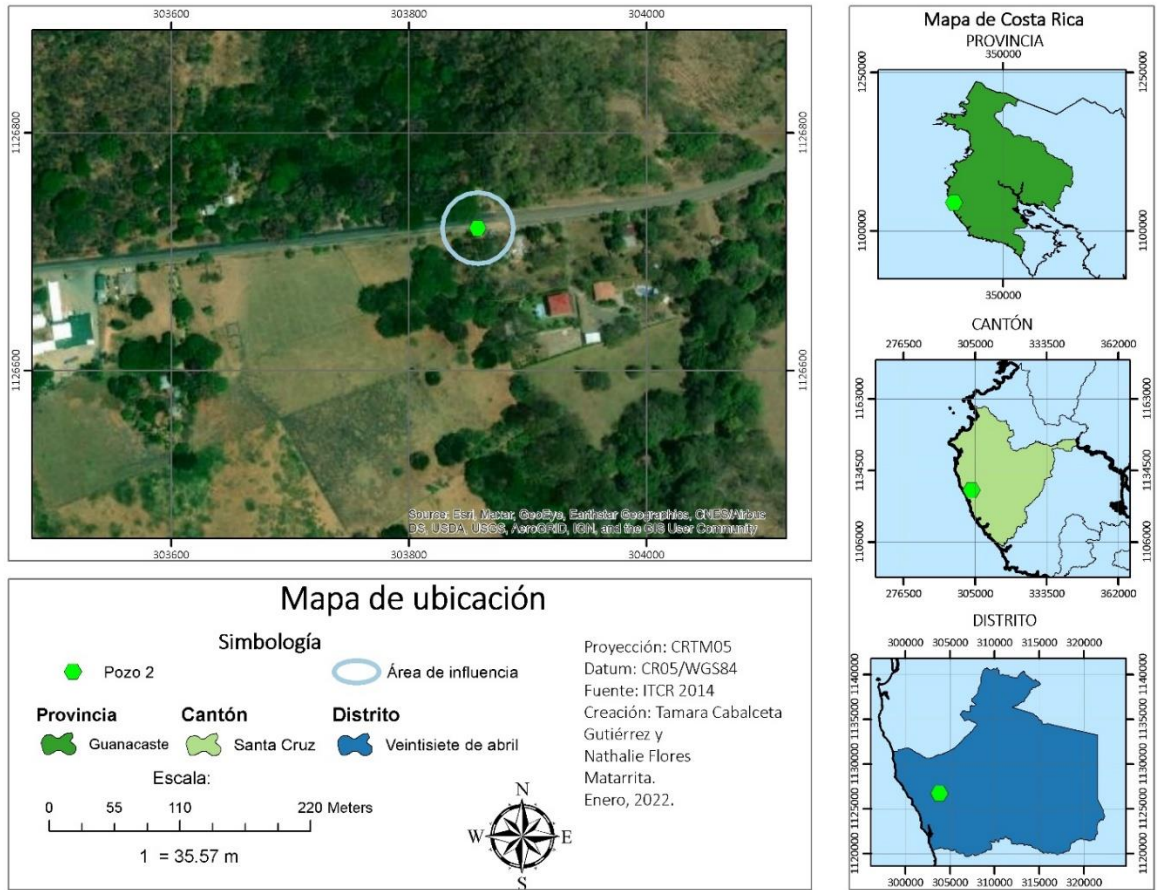 303600 303800 304000
1126800 1126800
1126600 1126600
Source: Esri, Maxar, GeoEye, Earthstar Geographics, CNES/Airbus
DS, USDA, USGS, AeroGRID, IGN, and the GIS User Community
303600 303800 304000
Mapa de ubicación
Simbología
Pozo 2
Área de influencia
Provincia Cantón Distrito
Guanacaste Santa Cruz Veintisiete de abril
Escala:
0 55 110 220 Meters
1 = 35.57 m
N
W E
S
Proyección: CRTM05
Datum: CR05/WGS84
Fuente: ITCR 2014
Creación: Tamara Cabalceta
Gutiérrez y
Nathalie Flores
Matarrita.
Enero, 2022.
Mapa de Costa Rica
PROVINCIA
350000
1250000 1250000
1100000 1100000
350000
CANTÓN
276500 305000 333500 362000
1163000 1163000
1134500 1134500
1106000 1106000
276500 305000 333500 362000
DISTRITO
300000 305000 310000 315000 320000
1140000 1140000
1135000 1135000
1130000 1130000
1125000 1125000
1120000 1120000
300000 305000 310000 315000 320000